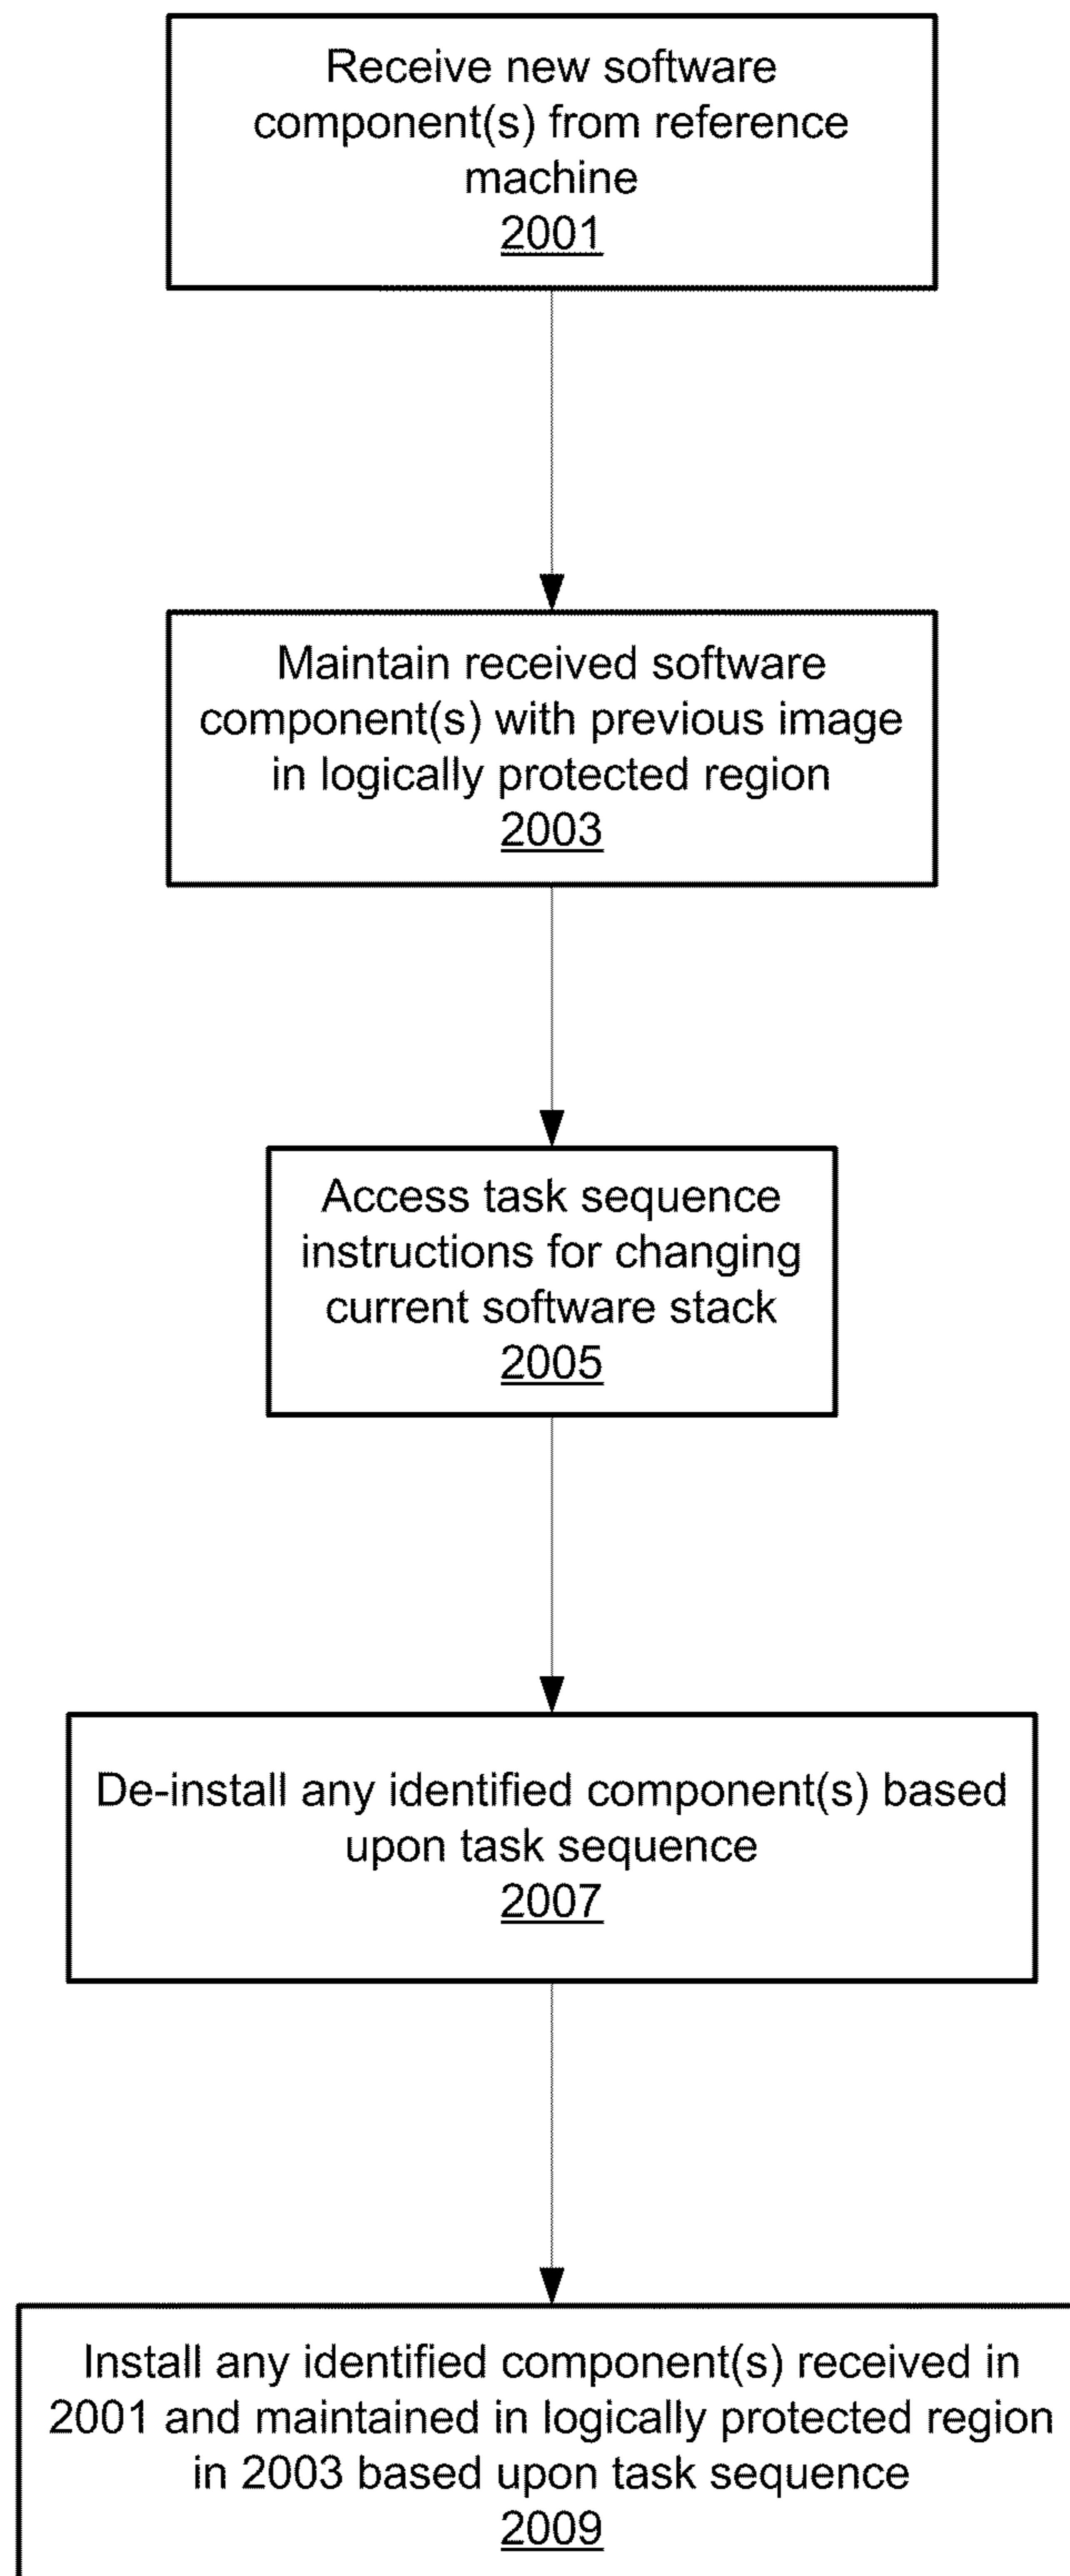 Receive new software
component(s) from reference
machine
2001
Maintain received software
component(s) with previous image
in logically protected region
2003
Access task sequence
instructions for changing
current software stack
2005
De-install any identified component(s) based
upon task sequence
2007
Install any identified component(s) received in
2001 and maintained in logically protected region
in 2003 based upon task sequence
2009